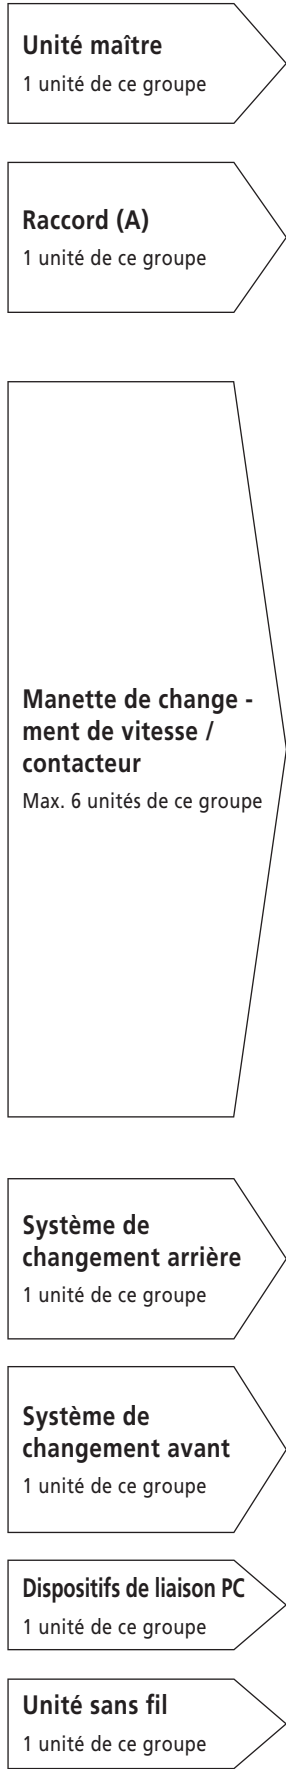 Unité maître
1 unité de ce groupe
Raccord (A)
1 unité de ce groupe
Manette de change -
ment de vitesse /
contacteur
Max. 6 unités de ce groupe
Système de
changement arrière
1 unité de ce groupe
Système de
changement avant
1 unité de ce groupe
Dispositifs de liaison PC
1 unité de ce groupe
Unité sans fil
1 unité de ce groupe